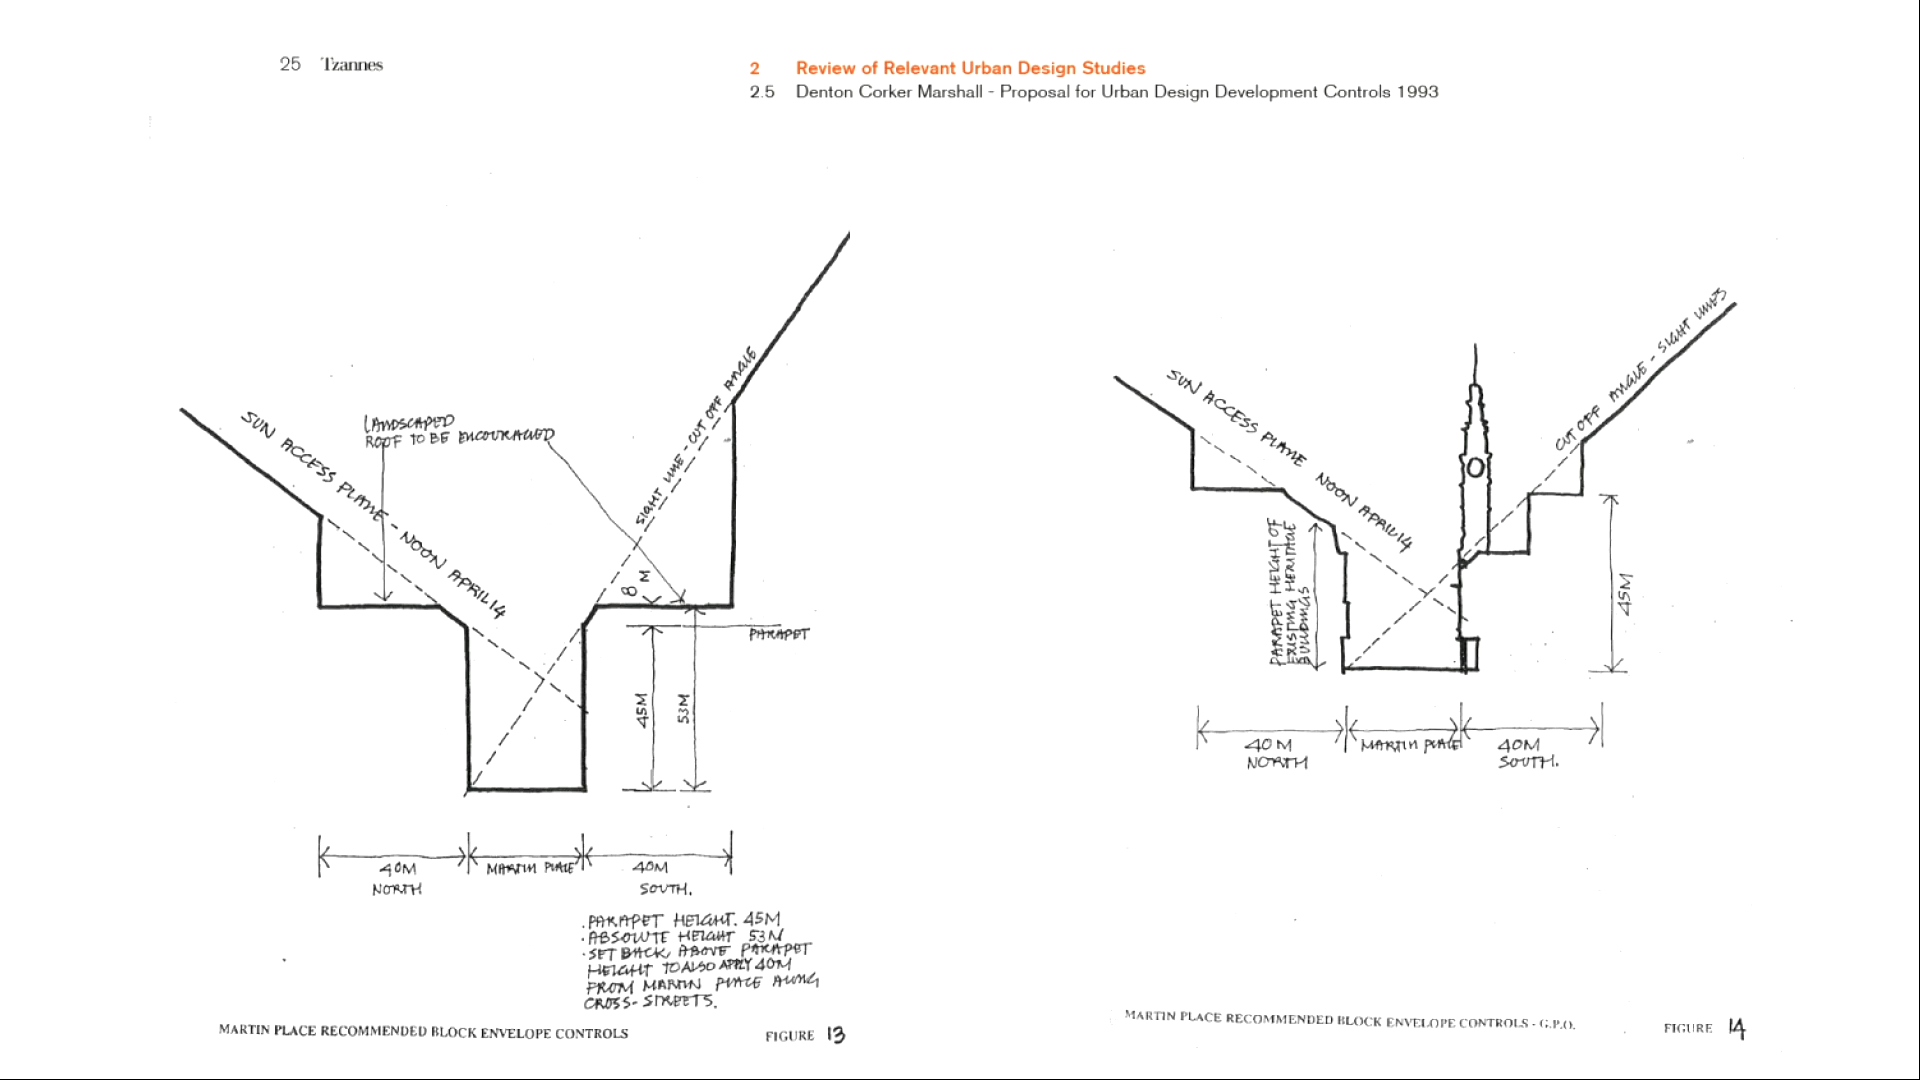 25 Tzannes
2 Review of Relevant Urban Design Studies
2.5 Denton Corker Marshall - Proposal for Urban Design Development Controls 1993
SUN ACCESS PLANE - NOON APRIL 14
LANDSCAPED
ROOF TO BE ENCOURAGED
SIGHT LINE - CUT OFF ANGLE
8 M
PARAPET
45M
53M
40M
NORTH
MARTIN PLACE
40M
SOUTH.
. PARAPET HEIGHT. 45M
. ABSOLUTE HEIGHT 53M
. SET BACK, ABOVE PARAPET
HEIGHT TO ALSO APPLY 40M
FROM MARTIN PLACE ALONG
CROSS- STREETS.
MARTIN PLACE RECOMMENDED BLOCK ENVELOPE CONTROLS
FIGURE 13
SUN ACCESS PLANE NOON APRIL 14
CUT OFF ANGLE - SIGHT LINES
PARAPET HEIGHT OF
EXISTING HERITAGE
BUILDINGS
45M
40M
NORTH
MARTIN PLACE
40M
SOUTH.
MARTIN PLACE RECOMMENDED BLOCK ENVELOPE CONTROLS - G.P.O.
FIGURE 14